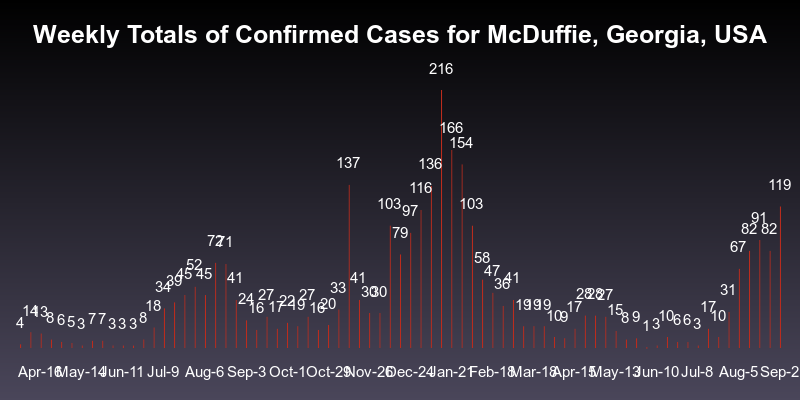 Weekly Totals of Confirmed Cases for McDuffie, Georgia, USA
4 14 13 8 6 5 3 7 7 3 3 3 8 18 34 39 45 52 45 72 71 41 24 16 27 17 22 19 27 16 20 33 137 41 30 30 103 79 97 116 136 216 166 154 103 58 47 36 41 19 19 19 10 9 17 28 28 27 15 8 9 1 3 10 6 6 3 17 10 31 67 82 91 82 119
Apr-16 May-14 Jun-11 Jul-9 Aug-6 Sep-3 Oct-1 Oct-29 Nov-26 Dec-24 Jan-21 Feb-18 Mar-18 Apr-15 May-13 Jun-10 Jul-8 Aug-5 Sep-2